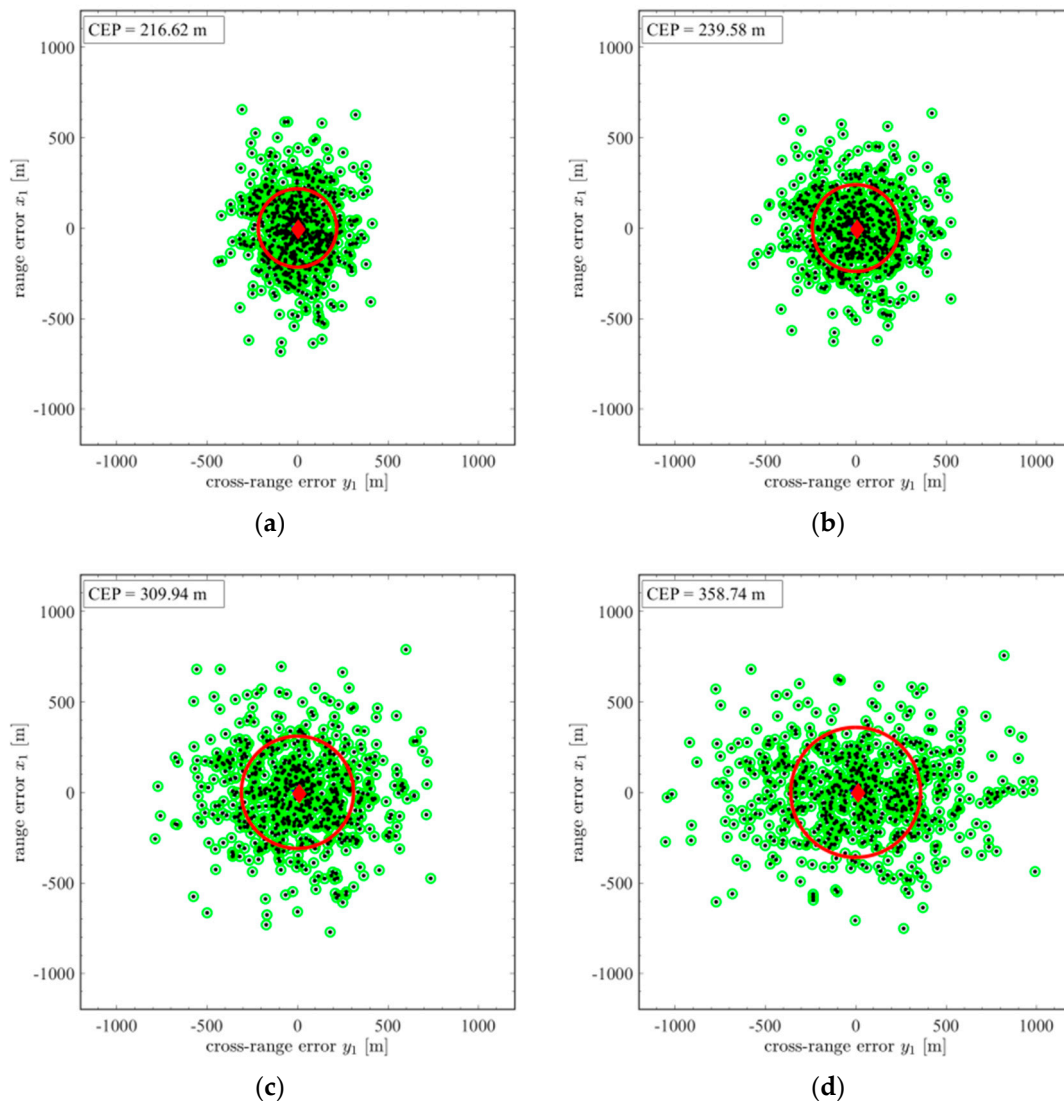 CEP = 216.62 m
1000
500
0
-500
-1000
range error x₁ [m]
-1000 -500 0 500 1000
cross-range error y₁ [m]
(a)
CEP = 239.58 m
1000
500
0
-500
-1000
range error x₁ [m]
-1000 -500 0 500 1000
cross-range error y₁ [m]
(b)
CEP = 309.94 m
1000
500
0
-500
-1000
range error x₁ [m]
-1000 -500 0 500 1000
cross-range error y₁ [m]
(c)
CEP = 358.74 m
1000
500
0
-500
-1000
range error x₁ [m]
-1000 -500 0 500 1000
cross-range error y₁ [m]
(d)